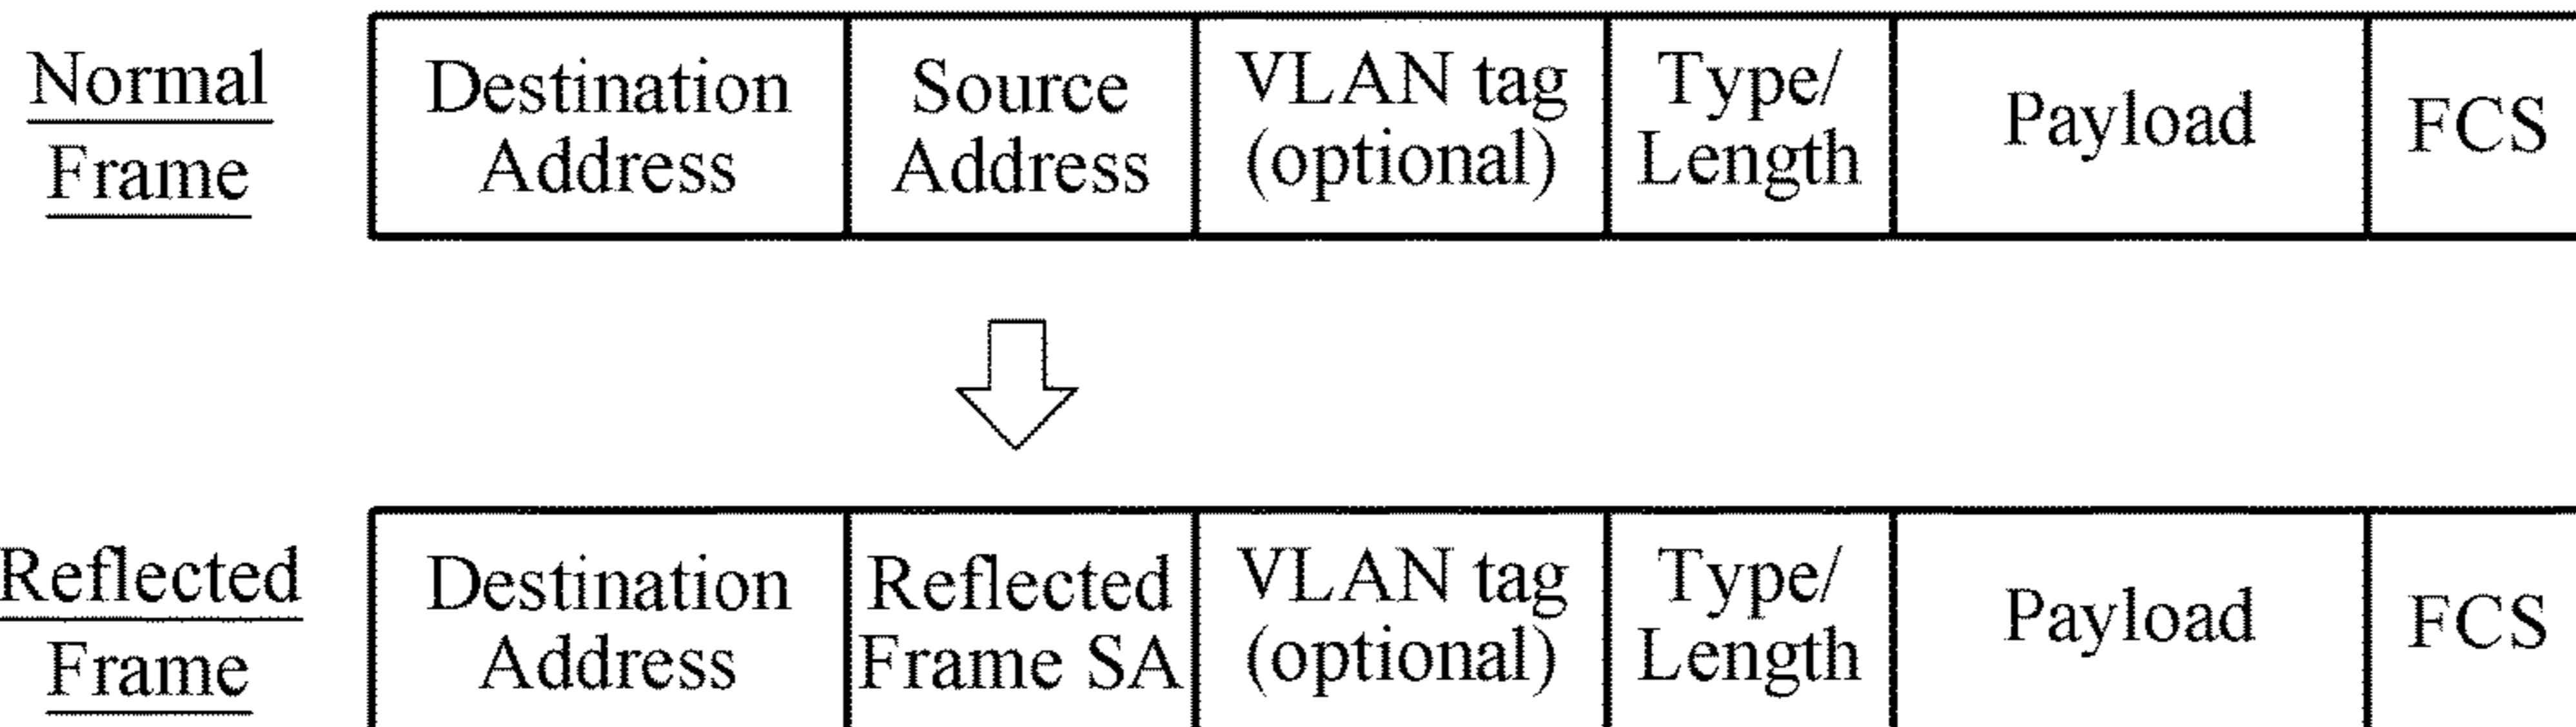 Normal
Frame
Destination
Address
Source
Address
VLAN tag
(optional)
Type/
Length
Payload
FCS
Reflected
Frame
Destination
Address
Reflected
Frame SA
VLAN tag
(optional)
Type/
Length
Payload
FCS